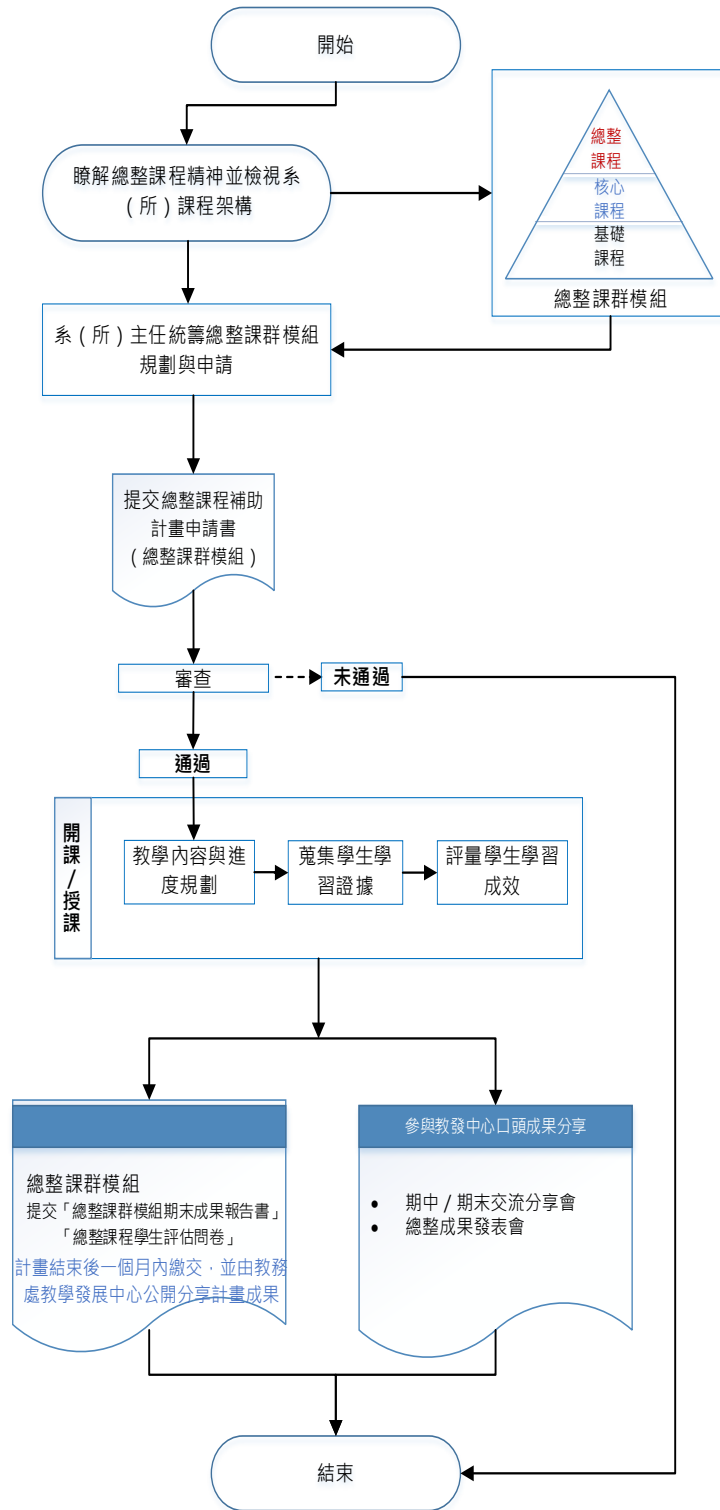 開始
瞭解總整課程精神並檢視系
（所）課程架構
總整
課程
核心
課程
基礎
課程
總整課群模組
系（所）主任統籌總整課群模組
規劃與申請
提交總整課程補助
計畫申請書
（總整課群模組）
審查
未通過
通過
開課/授課
教學內容與進
度規劃
蒐集學生學
習證據
評量學生學習
成效
總整課群模組
提交「總整課群模組期末成果報告書」
「總整課程學生評估問卷」
計畫結束後一個月內繳交，並由教務
處教學發展中心公開分享計畫成果
參與教發中心口頭成果分享
• 期中/期末交流分享會
• 總整成果發表會
結束